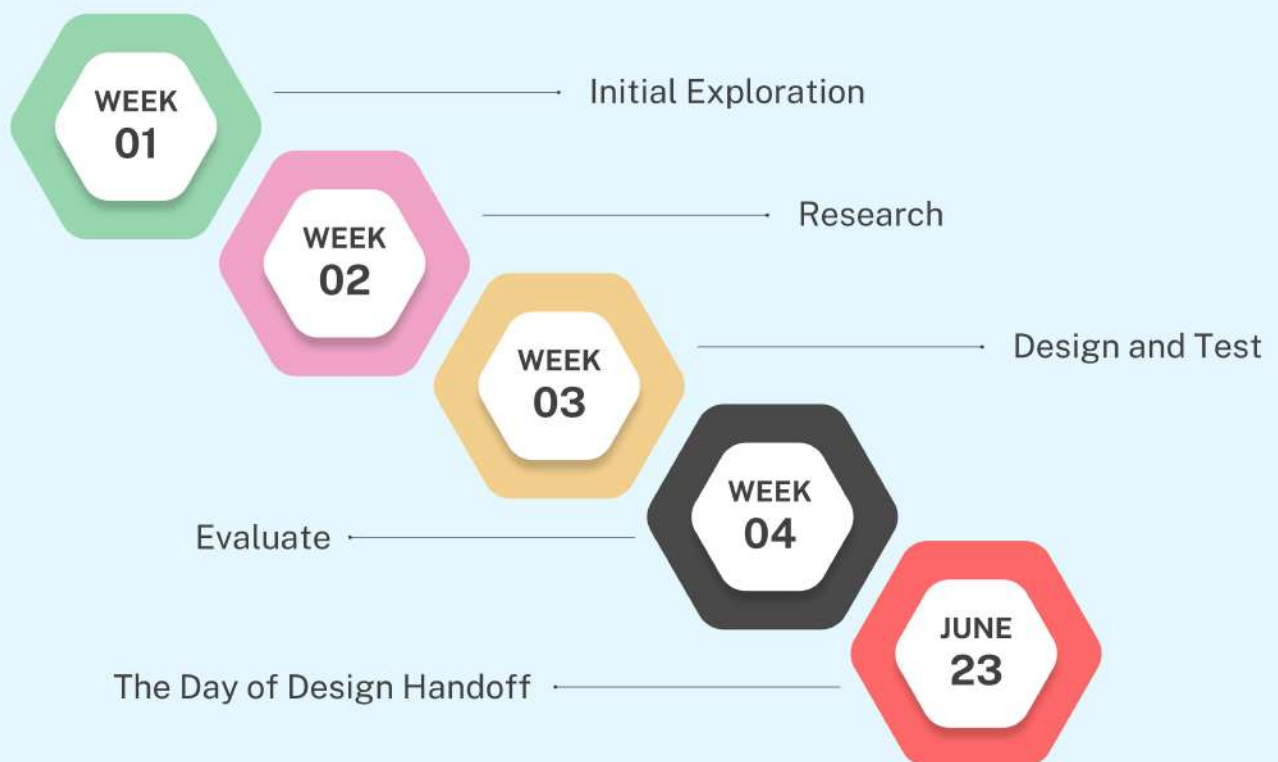 WEEK
01
Initial Exploration
WEEK
02
Research
WEEK
03
Design and Test
WEEK
04
Evaluate
JUNE
23
The Day of Design Handoff